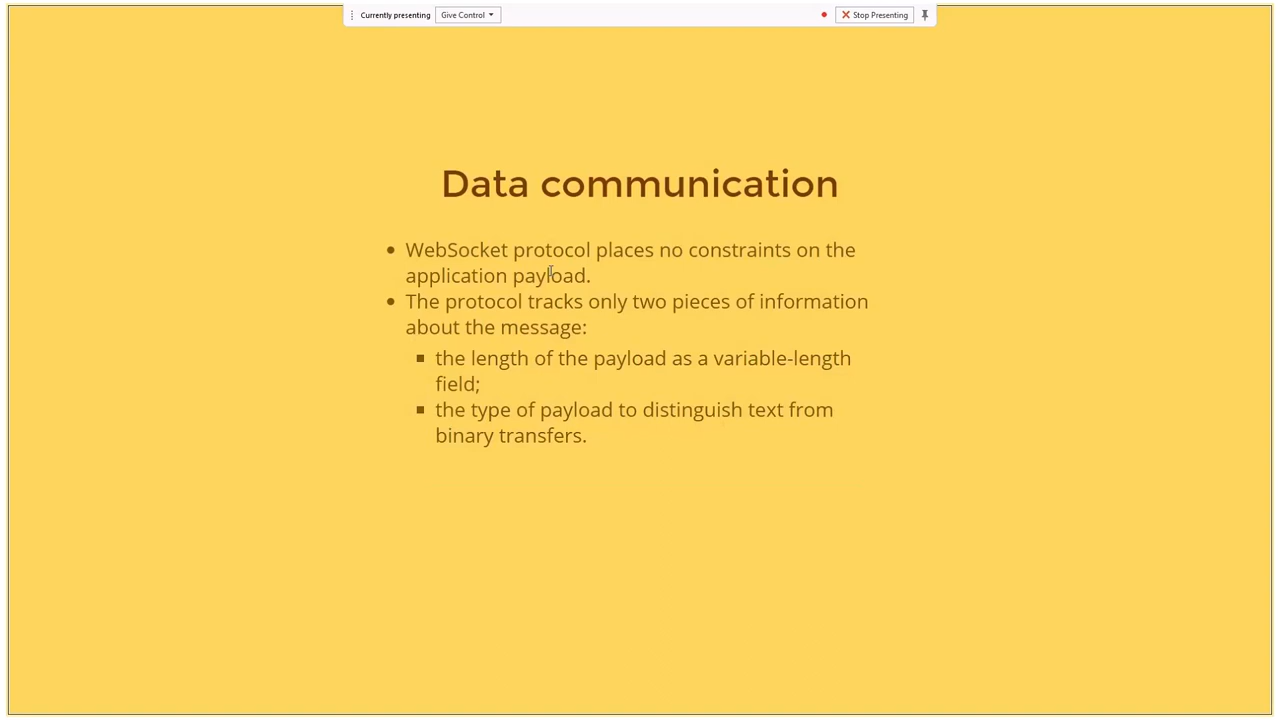 Currently presenting Give Control Stop Presenting
Data communication
WebSocket protocol places no constraints on the
application payload.
The protocol tracks only two pieces of information
about the message:
the length of the payload as a variable-length
field;
the type of payload to distinguish text from
binary transfers.